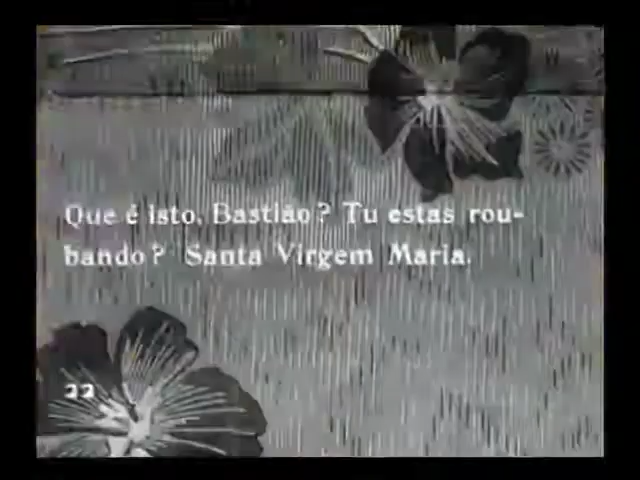 Que é isto, Bastião? Tu estas rou-
bando? Santa Virgem Maria.
22